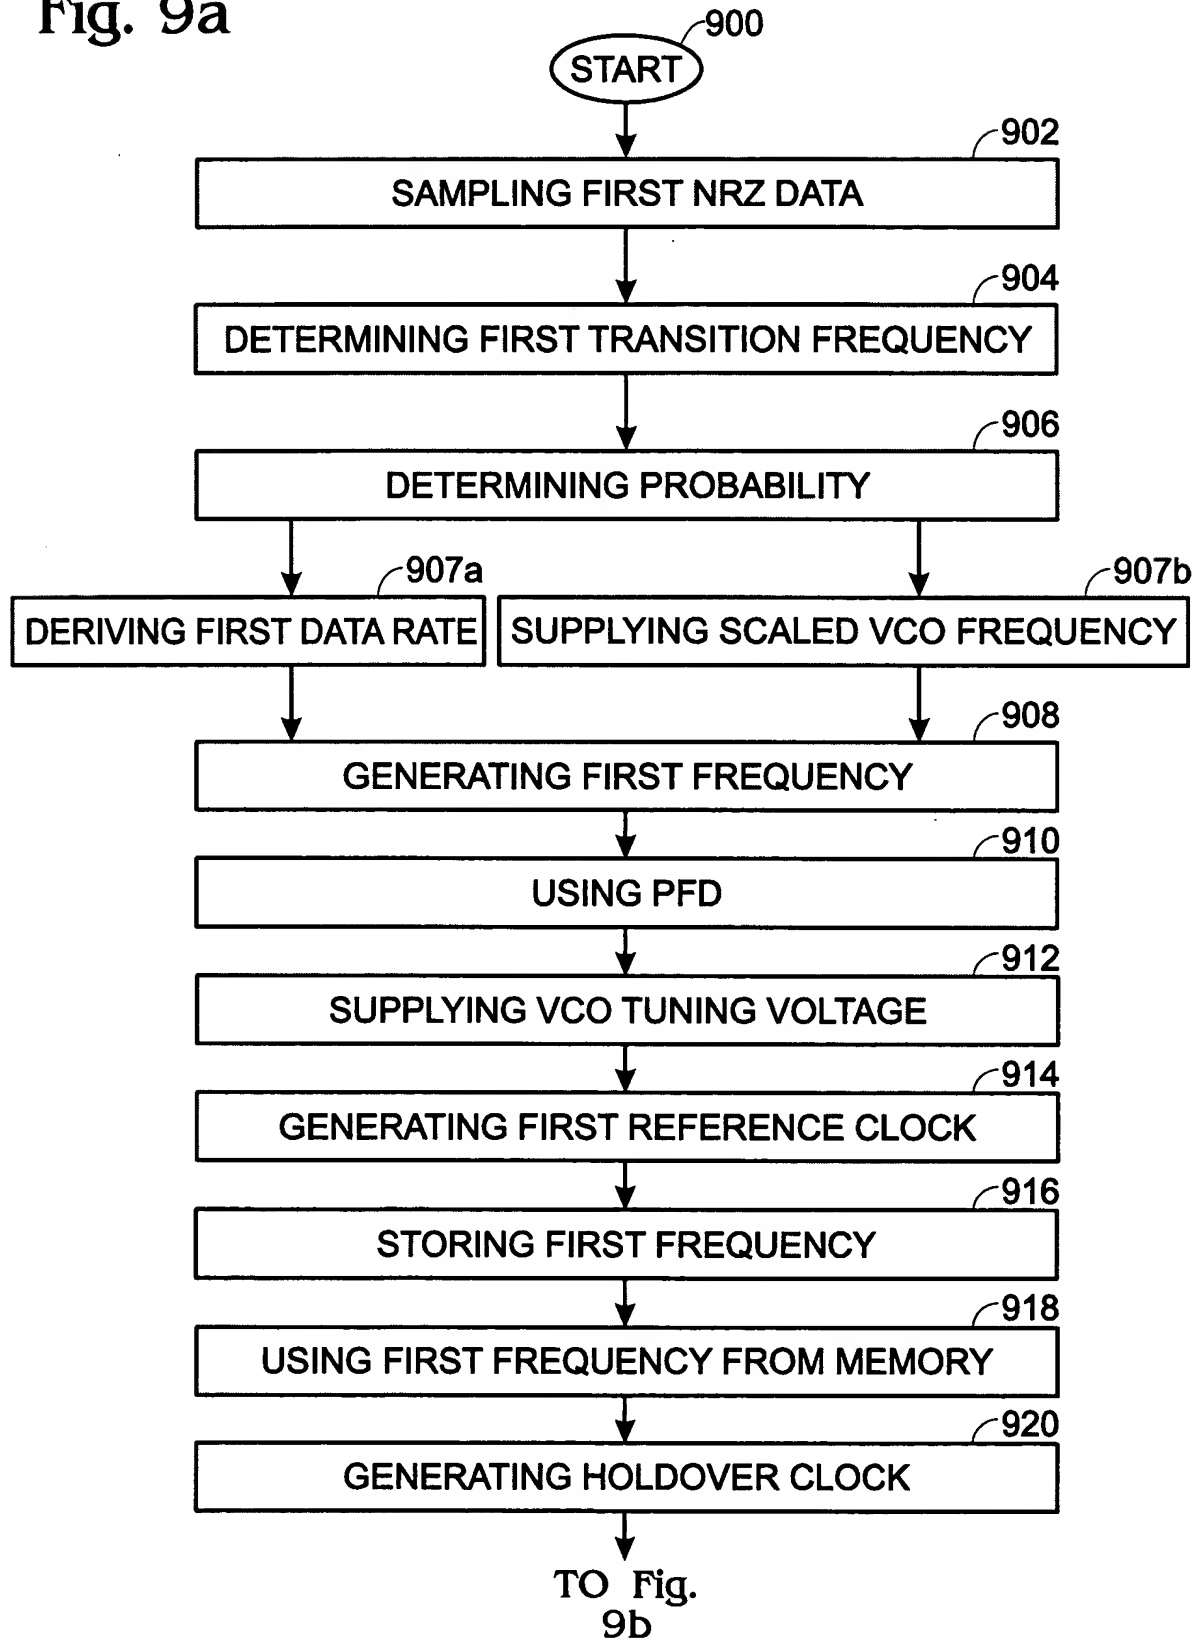 Fig. 9a
900
START
902
SAMPLING FIRST NRZ DATA
904
DETERMINING FIRST TRANSITION FREQUENCY
906
DETERMINING PROBABILITY
907a
907b
DERIVING FIRST DATA RATE
SUPPLYING SCALED VCO FREQUENCY
908
GENERATING FIRST FREQUENCY
910
USING PFD
912
SUPPLYING VCO TUNING VOLTAGE
914
GENERATING FIRST REFERENCE CLOCK
916
STORING FIRST FREQUENCY
918
USING FIRST FREQUENCY FROM MEMORY
920
GENERATING HOLDOVER CLOCK
TO Fig.
9b